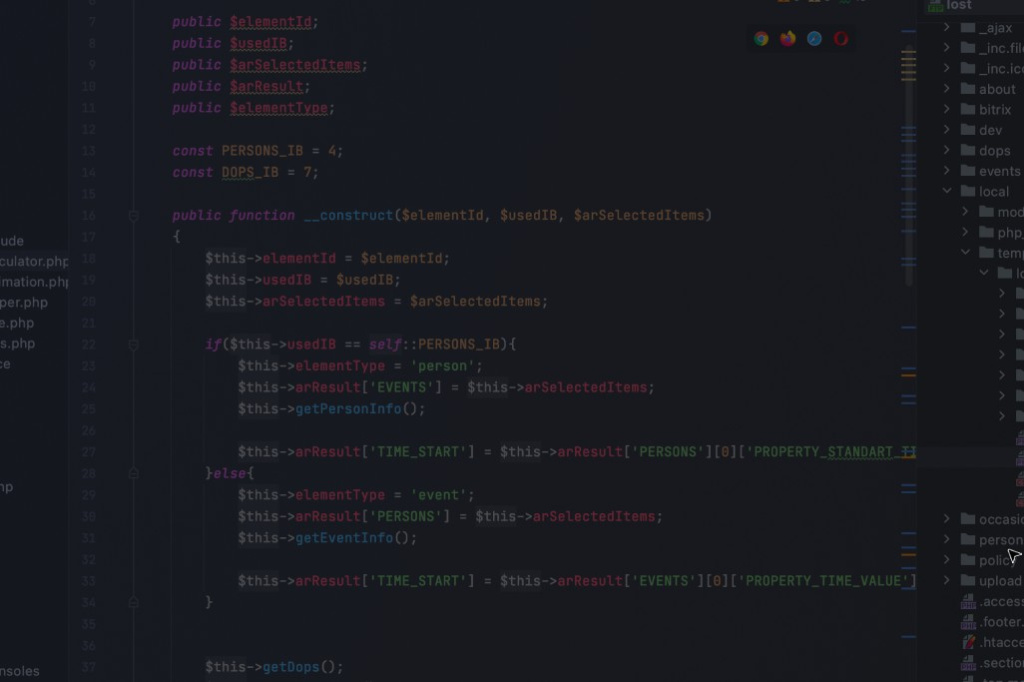 7 public $elementId;
8 public $usedIB;
9 public $arSelectedItems;
10 public $arResult;
11 public $elementType;
12
13 const PERSONS_IB = 4;
14 const DOPS_IB = 7;
15
16 public function __construct($elementId, $usedIB, $arSelectedItems)
17 {
18 $this->elementId = $elementId;
19 $this->usedIB = $usedIB;
20 $this->arSelectedItems = $arSelectedItems;
21
22 if($this->usedIB == self::PERSONS_IB){
23 $this->elementType = 'person';
24 $this->arResult['EVENTS'] = $this->arSelectedItems;
25 $this->getPersonInfo();
26
27 $this->arResult['TIME_START'] = $this->arResult['PERSONS'][0]['PROPERTY_STANDART_TI
28 }else{
29 $this->elementType = 'event';
30 $this->arResult['PERSONS'] = $this->arSelectedItems;
31 $this->getEventInfo();
32
33 $this->arResult['TIME_START'] = $this->arResult['EVENTS'][0]['PROPERTY_TIME_VALUE']
34 }
35
36
37 $this->getDops();
ude
culator.php
imation.php
per.php
e.php
s.php
ce
np
nsoles
lost
_ajax
_inc.file
_inc.ico
about
bitrix
dev
dops
events
local
mod
php_
temp
lo
occasio
person
policy
upload
.access
.footer.
.htacce
.section